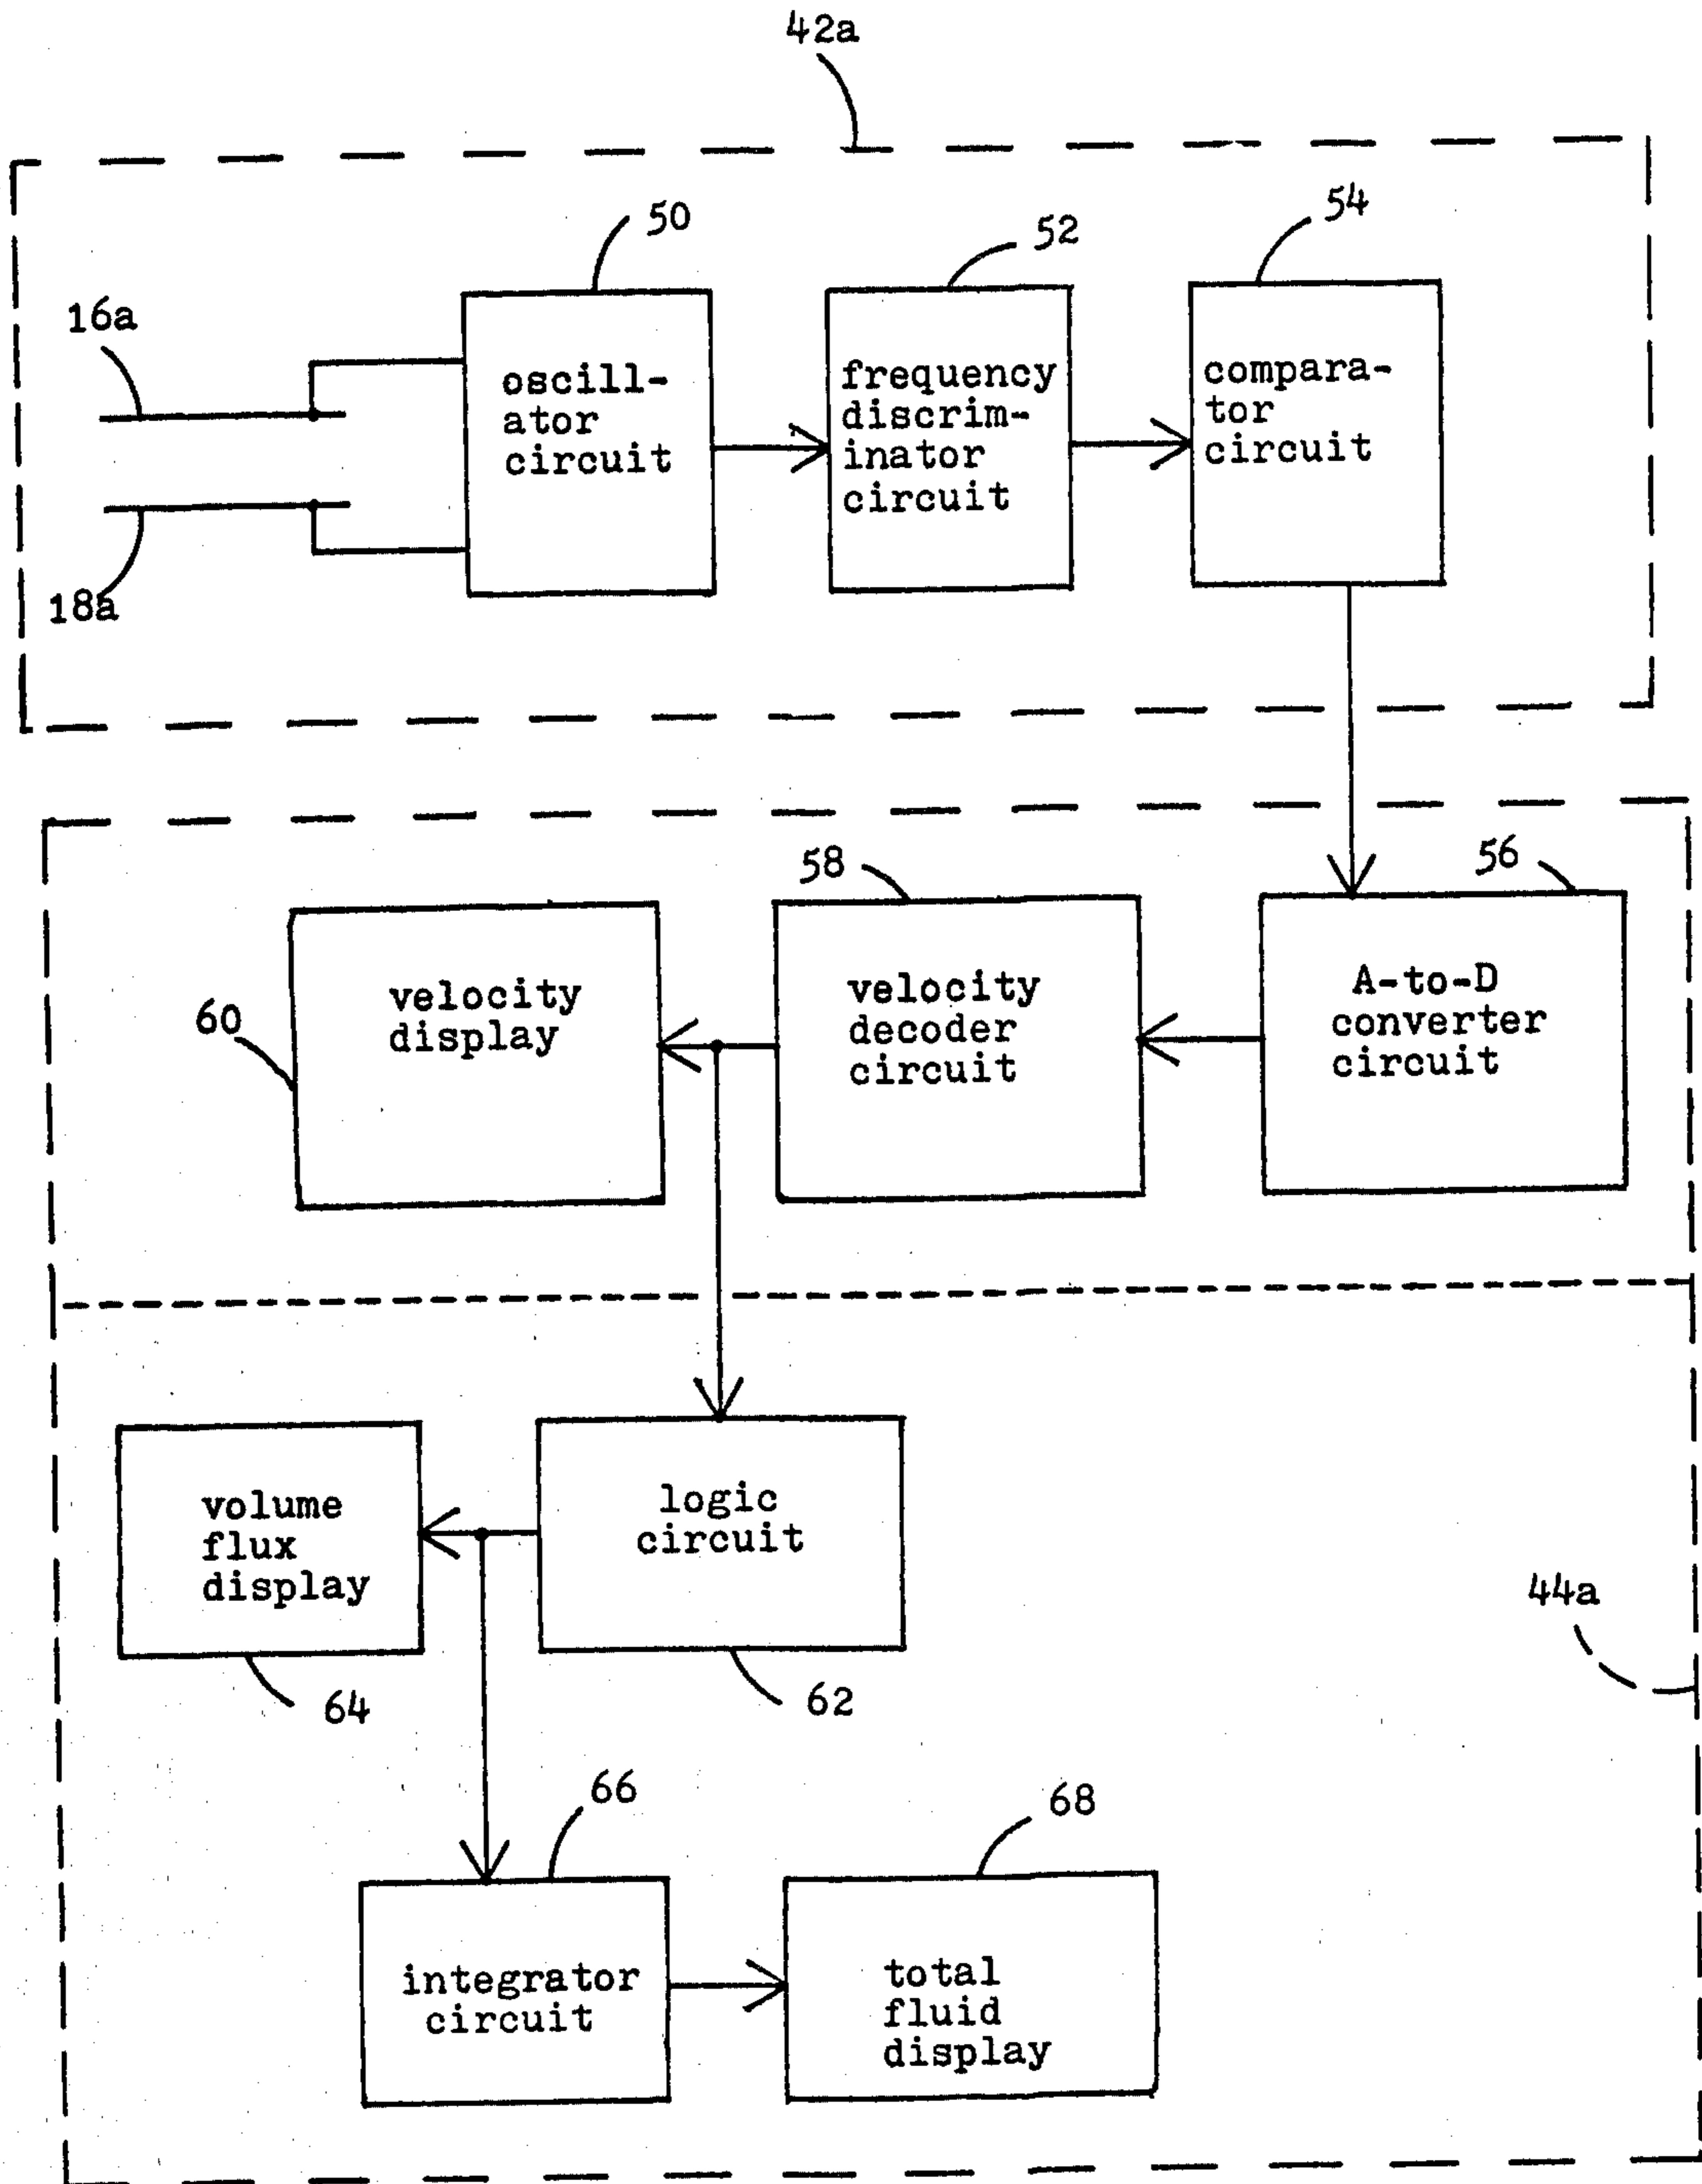 42a
50
52
54
16a
oscill-
ator
circuit
frequency
discrim-
inator
circuit
compara-
tor
circuit
18a
58
56
60
velocity
display
velocity
decoder
circuit
A-to-D
converter
circuit
volume
flux
display
logic
circuit
44a
64
62
66
68
integrator
circuit
total
fluid
display